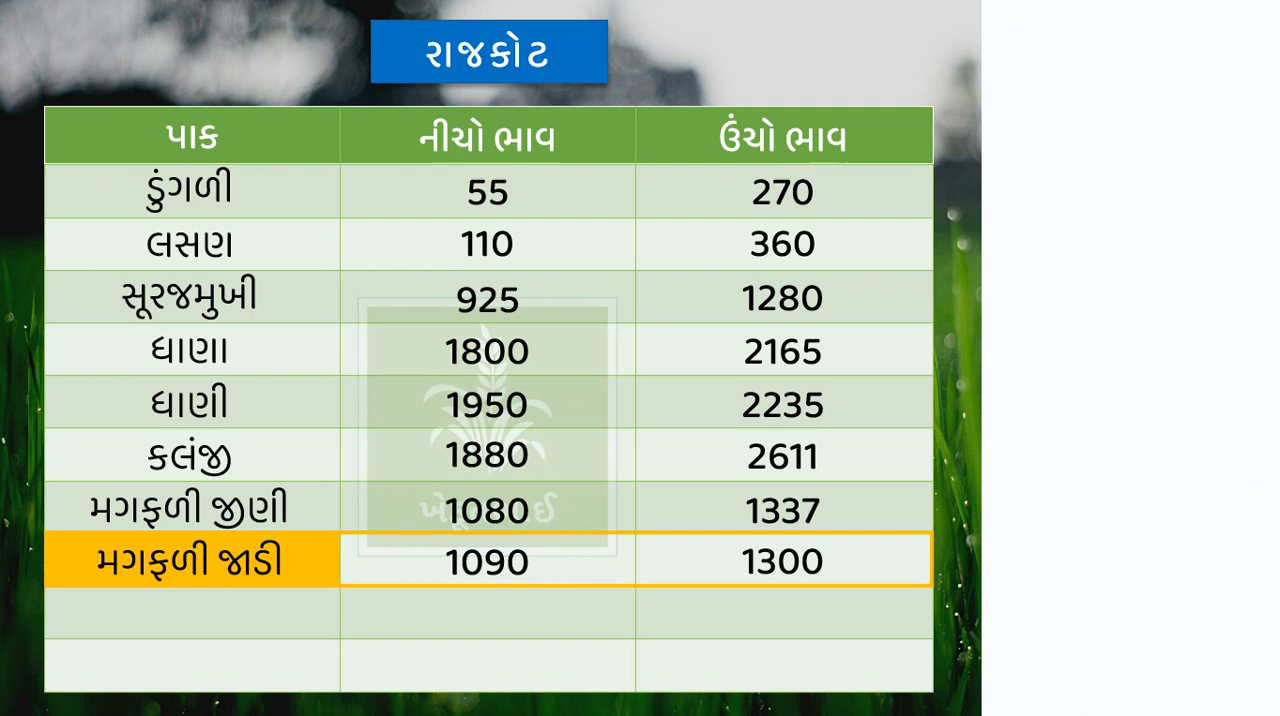 રાજકોટ
પાક નીચો ભાવ ઉંચો ભાવ
ડુંગળી 55 270
લસણ 110 360
સૂરજમુખી 925 1280
ધાણા 1800 2165
ધાણી 1950 2235
કલંજી 1880 2611
મગફળી જીણી 1080 1337
મગફળી જાડી 1090 1300